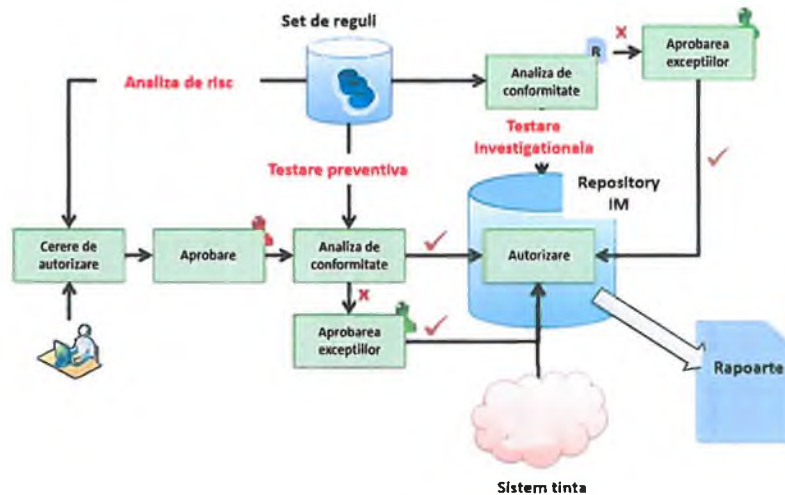 Set de reguli
R
X
Aprobarea
exceptiilor
Analiza de risc
Analiza de
conformitate
Testare
Investigationala
Testare preventiva
Repository
IM
Cerere de
autorizare
Aprobare
Analiza de
conformitate
Autorizare
X
Aprobarea
exceptiilor
Rapoarte
Sistem tinta